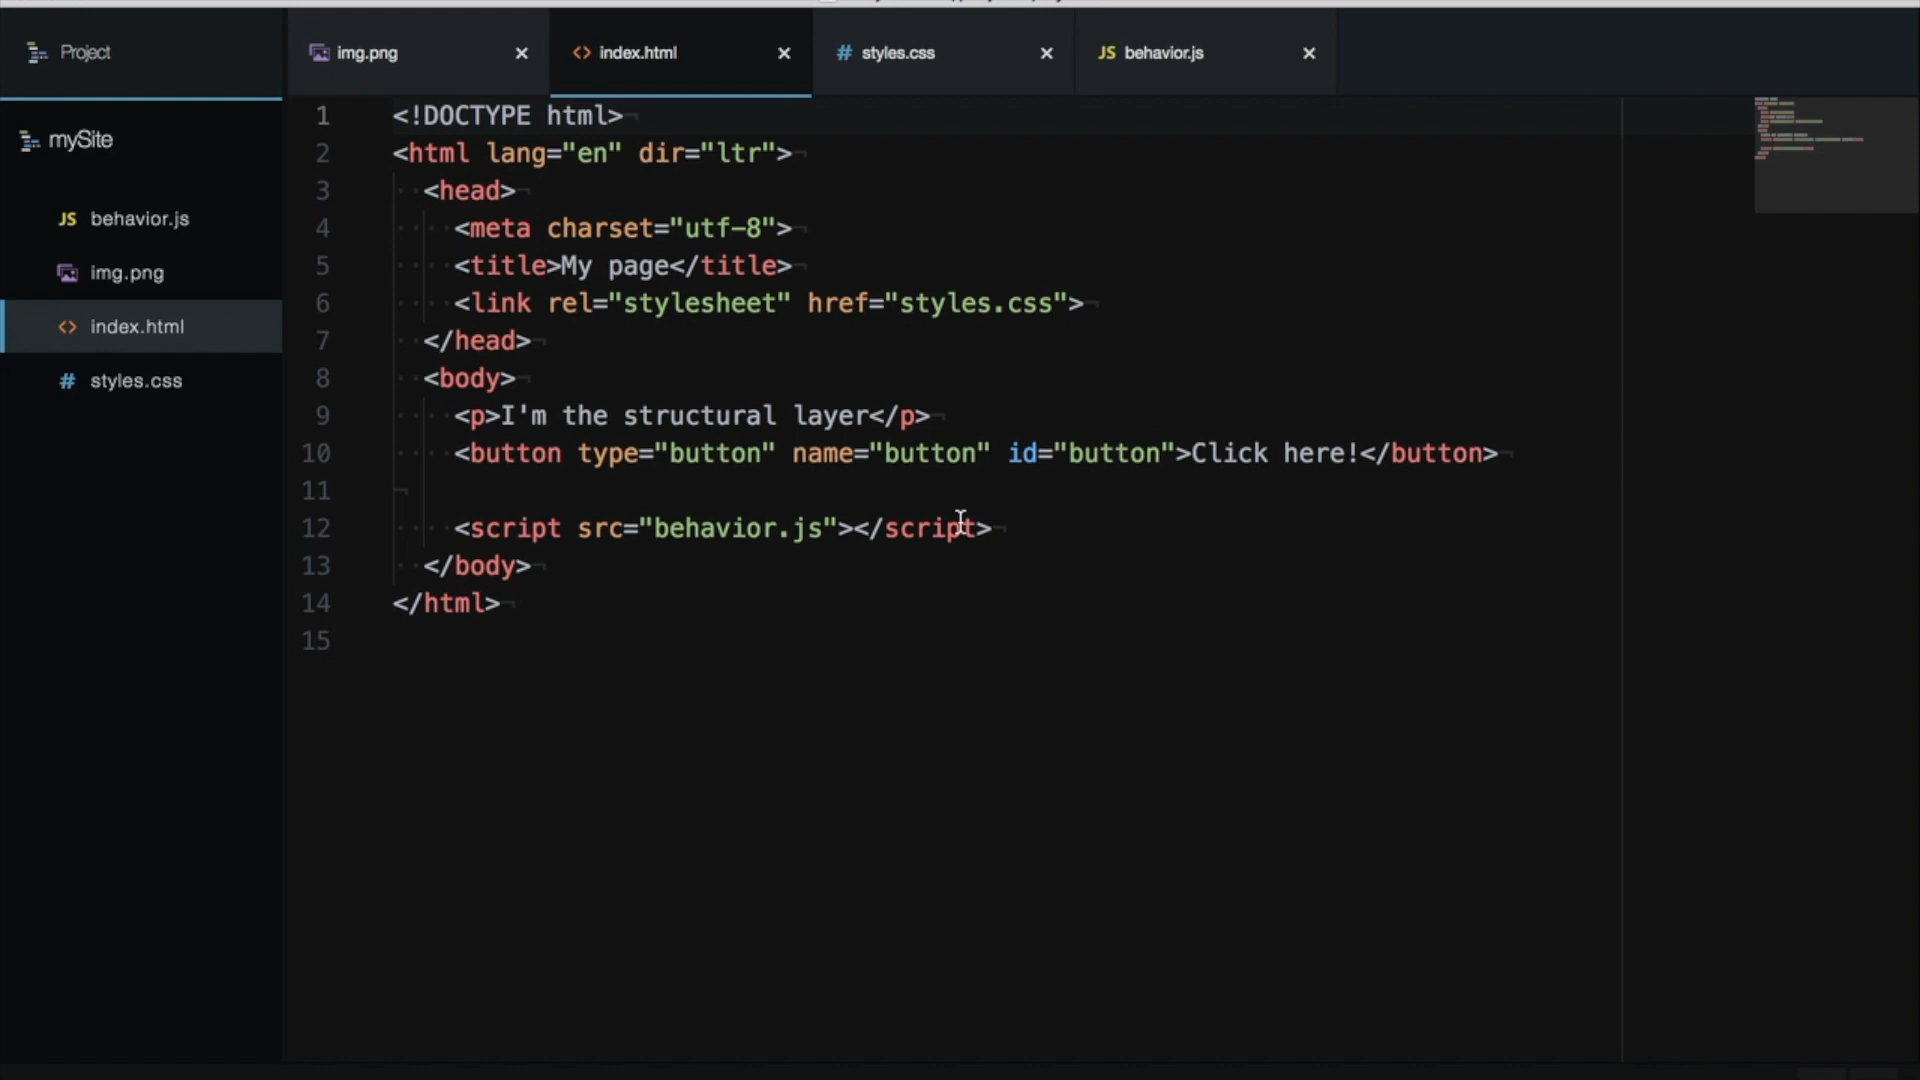 Project
img.png
index.html
styles.css
JS behavior.js
mySite
JS behavior.js
img.png
index.html
# styles.css
1 <!DOCTYPE html>
2 <html lang="en" dir="ltr">
3 <head>
4 <meta charset="utf-8">
5 <title>My page</title>
6 <link rel="stylesheet" href="styles.css">
7 </head>
8 <body>
9 <p>I'm the structural layer</p>
10 <button type="button" name="button" id="button">Click here!</button>
11
12 <script src="behavior.js"></script>
13 </body>
14 </html>
15